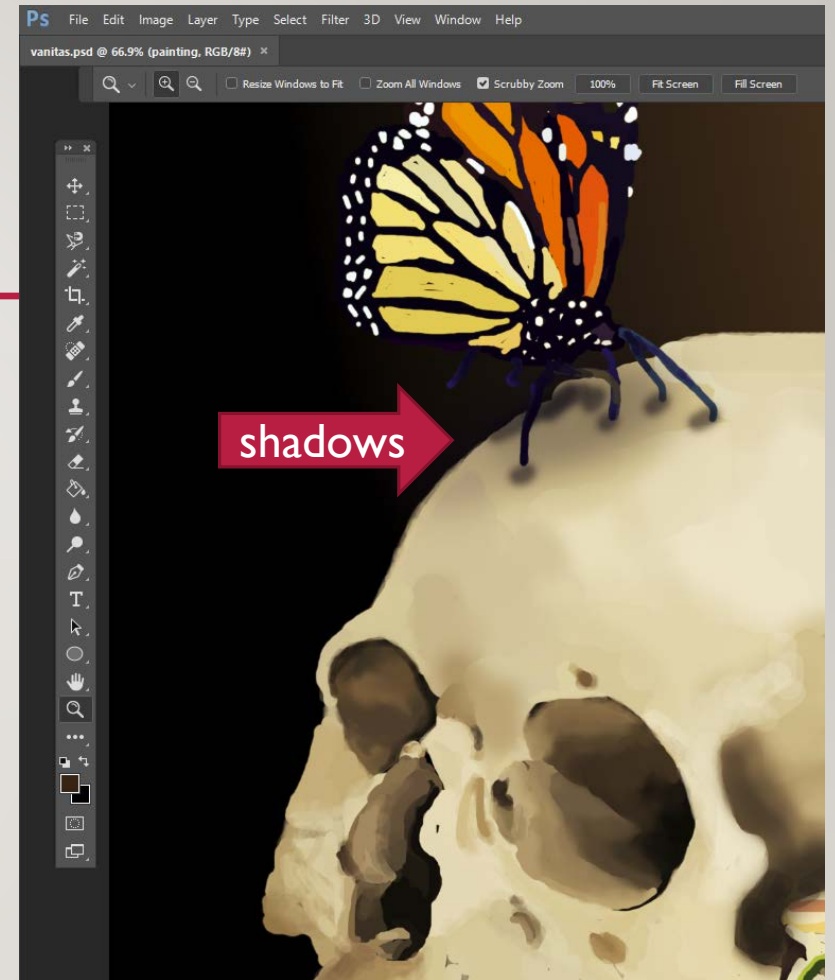 Ps File Edit Image Layer Type Select Filter 3D View Window Help
vanitas.psd @ 66.9% (painting, RGB/8#) ×
Resize Windows to Fit Zoom All Windows Scrubby Zoom 100% Fit Screen Fill Screen
shadows